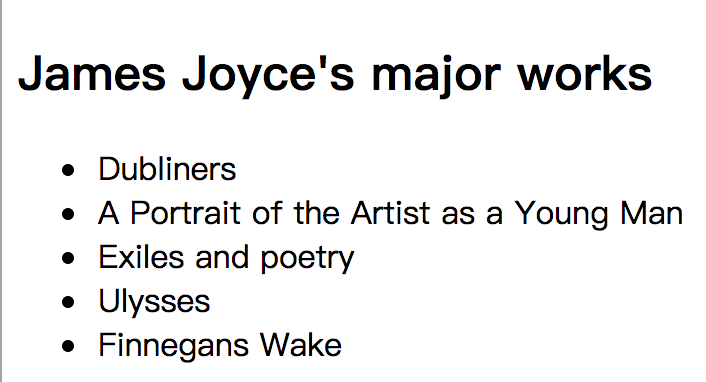 James Joyce's major works
Dubliners
A Portrait of the Artist as a Young Man
Exiles and poetry
Ulysses
Finnegans Wake